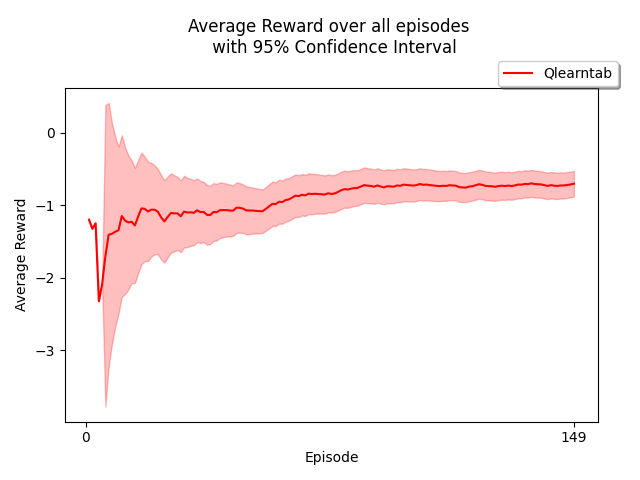 Average Reward over all episodes
with 95% Confidence Interval
Qlearntab
0
−1
−2
−3
Average Reward
0
149
Episode